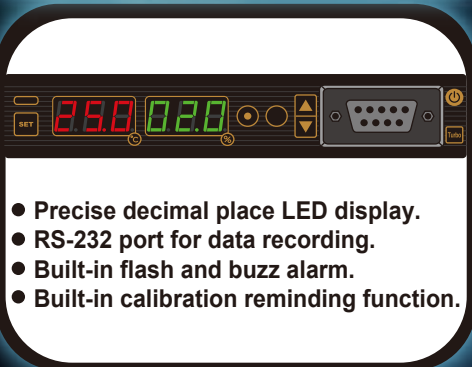 SET
25.0
℃
02.0
%
Turbo
Precise decimal place LED display.
RS-232 port for data recording.
Built-in flash and buzz alarm.
Built-in calibration reminding function.